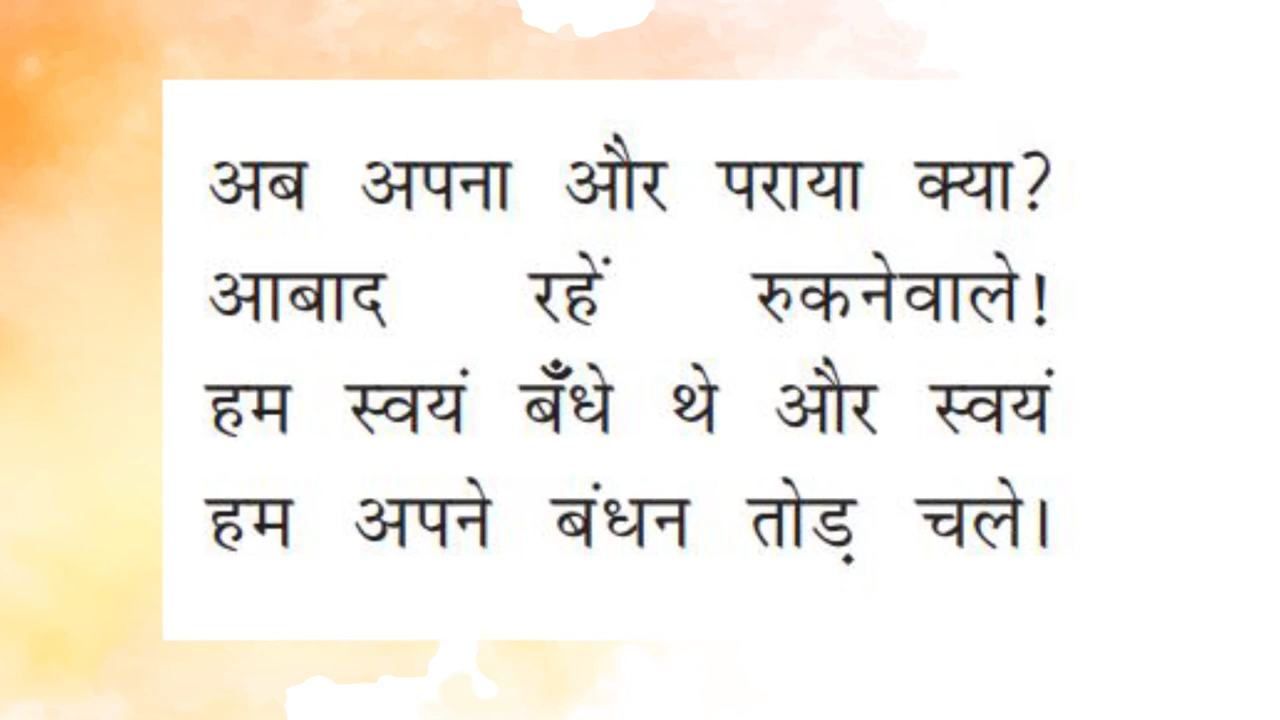 अब अपना और पराया क्या?
आबाद रहें रुकनेवाले!
हम स्वयं बँधे थे और स्वयं
हम अपने बंधन तोड़ चले।